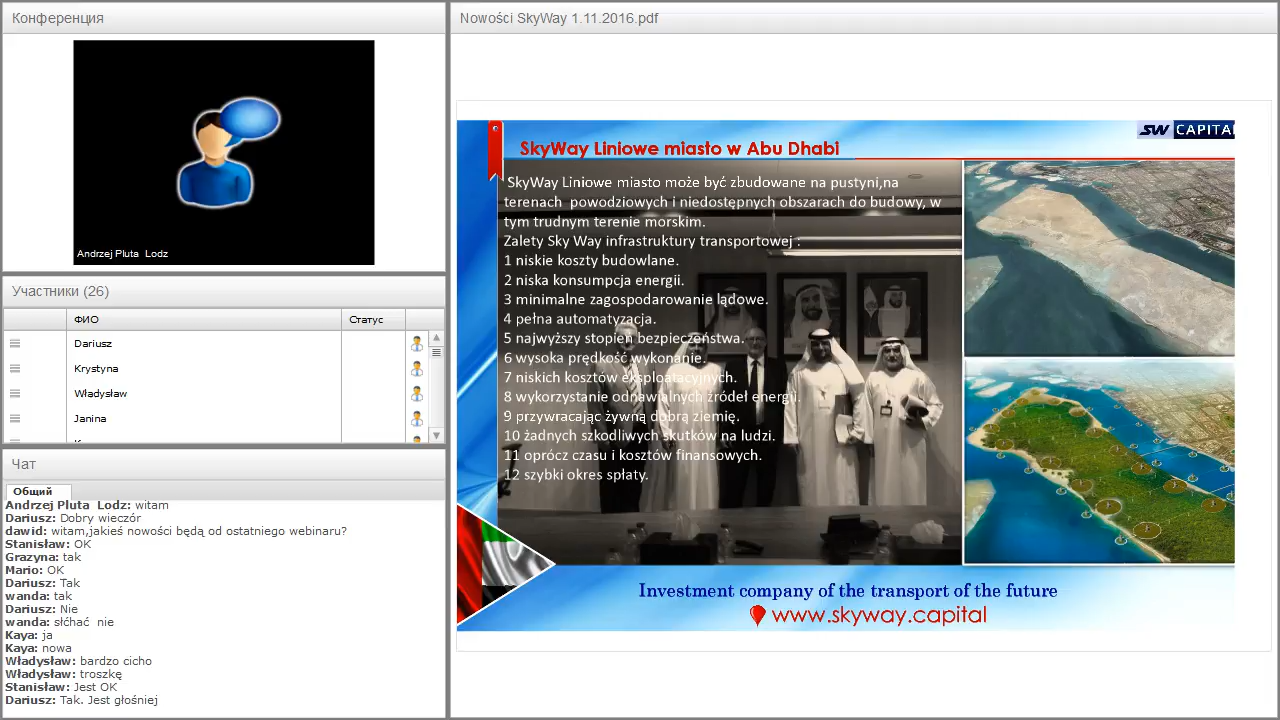 Конференция
Andrzej Pluta Lodz
Участники (26)
ФИО
Статус
Dariusz
Krystyna
Władysław
Janina
Чат
Общий
Andrzej Pluta Lodz: witam
Dariusz: Dobry wieczór
dawid: witam,jakieś nowości będą od ostatniego webinaru?
Stanisław: OK
Grazyna: tak
Mario: OK
Dariusz: Tak
wanda: tak
Dariusz: Nie
wanda: słćhać nie
Kaya: ja
Kaya: nowa
Władysław: bardzo cicho
Władysław: troszkę
Stanisław: Jest OK
Dariusz: Tak. Jest głośniej
Nowości SkyWay 1.11.2016.pdf
SW CAPITA
SkyWay Liniowe miasto w Abu Dhabi
SkyWay Liniowe miasto może być zbudowane na pustyni,na
terenach powodziowych i niedostępnych obszarach do budowy, w
tym trudnym terenie morskim.
Zalety Sky Way infrastruktury transportowej :
1 niskie koszty budowlane.
2 niska konsumpcja energii.
3 minimalne zagospodarowanie lądowe.
4 pełna automatyzacja.
5 najwyższy stopień bezpieczeństwa.
6 wysoka prędkość wykonanie.
7 niskich kosztów eksploatacyjnych.
8 wykorzystanie odnawialnych źródeł energii.
9 przywracając żywną dobrą ziemię.
10 żadnych szkodliwych skutków na ludzi.
11 oprócz czasu i kosztów finansowych.
12 szybki okres spłaty.
Investment company of the transport of the future
www.skyway.capital